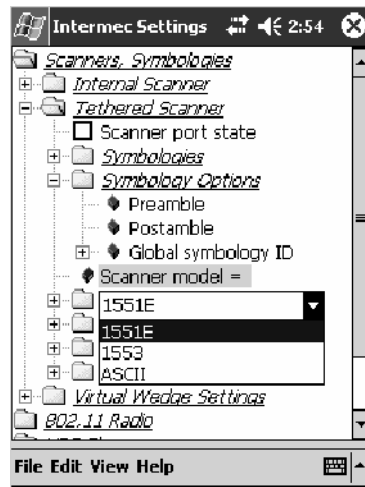 Intermec Settings 2:54
Scanners, Symbologies
Internal Scanner
Tethered Scanner
Scanner port state
Symbologies
Symbology Options
Preamble
Postamble
Global symbology ID
Scanner model =
1551E
1551E
1553
ASCII
Virtual Wedge Settings
802.11 Radio
File Edit View Help